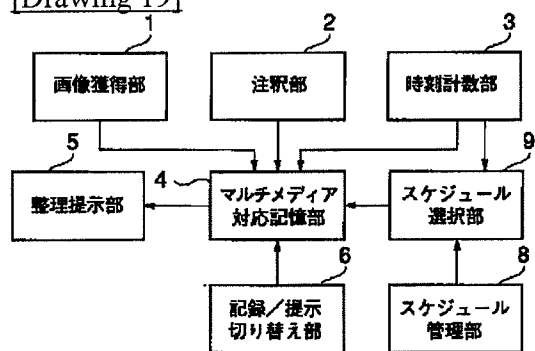 [Drawing 19]
1
2
3
画像獲得部
注釈部
時刻計数部
5
4
9
整理提示部
マルチメディア
対応記憶部
スケジュール
選択部
6
8
記録／提示
切り替え部
スケジュール
管理部